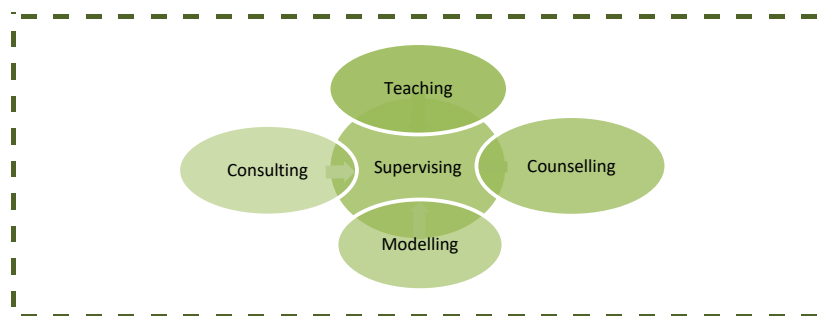 Teaching
Consulting
Supervising
Counselling
Modelling